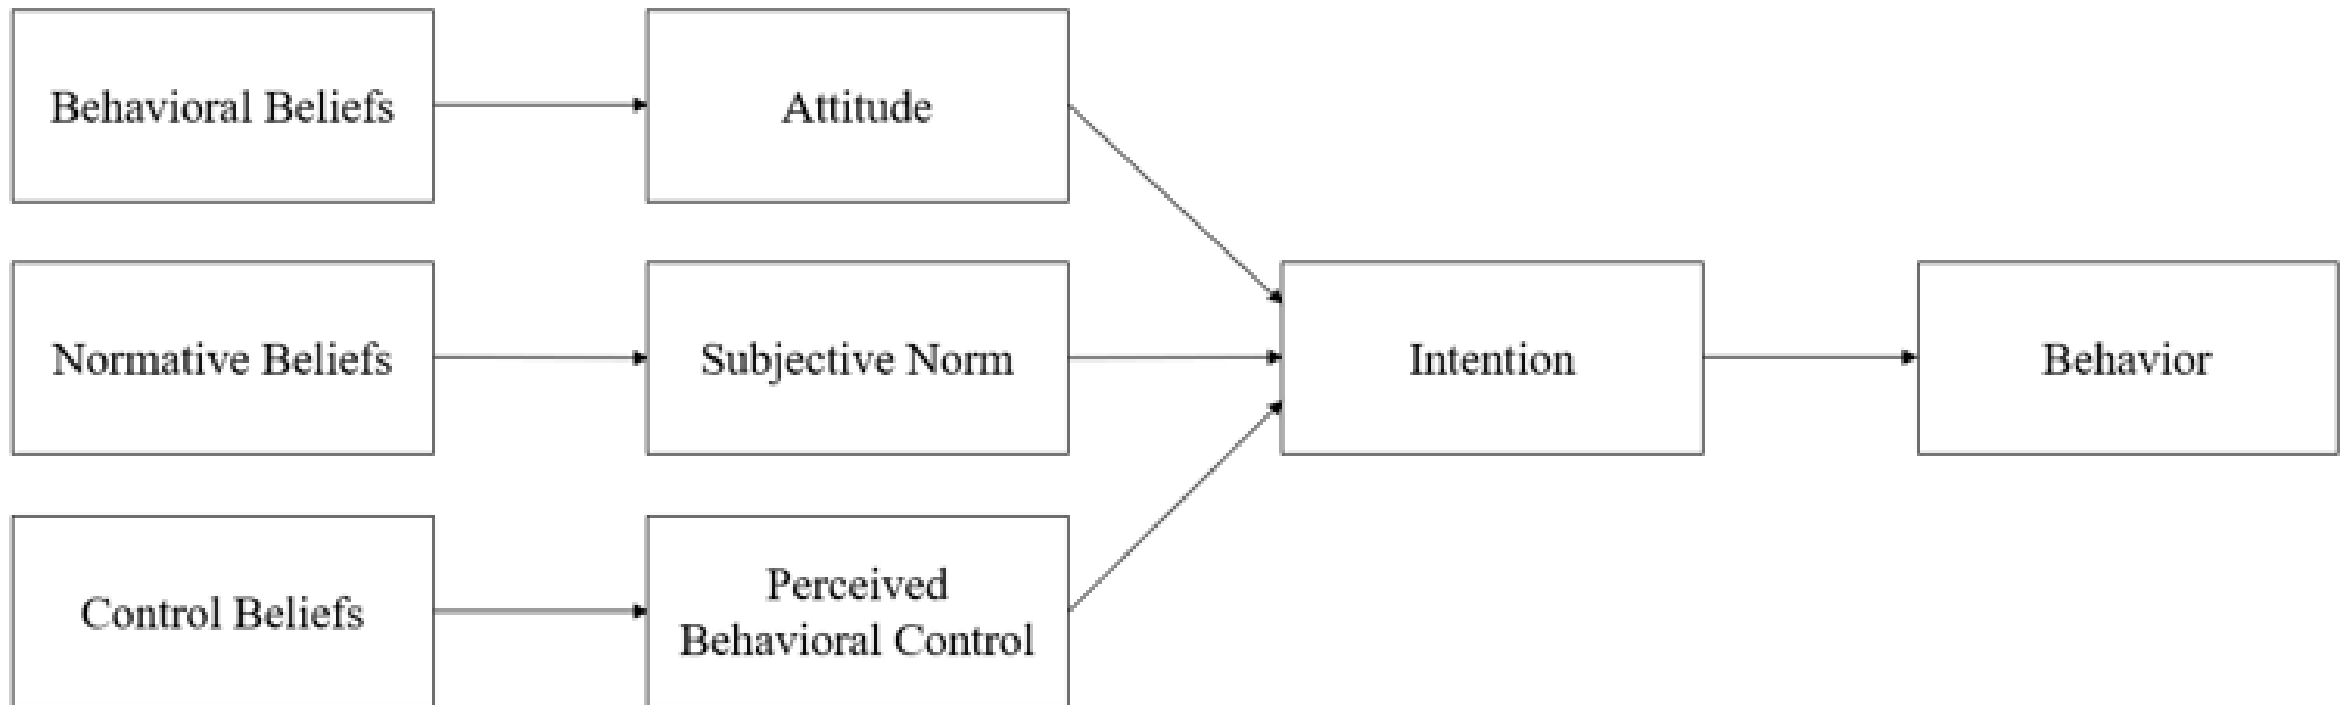 Behavioral Beliefs
Attitude
Normative Beliefs
Subjective Norm
Intention
Behavior
Control Beliefs
Perceived
Behavioral Control